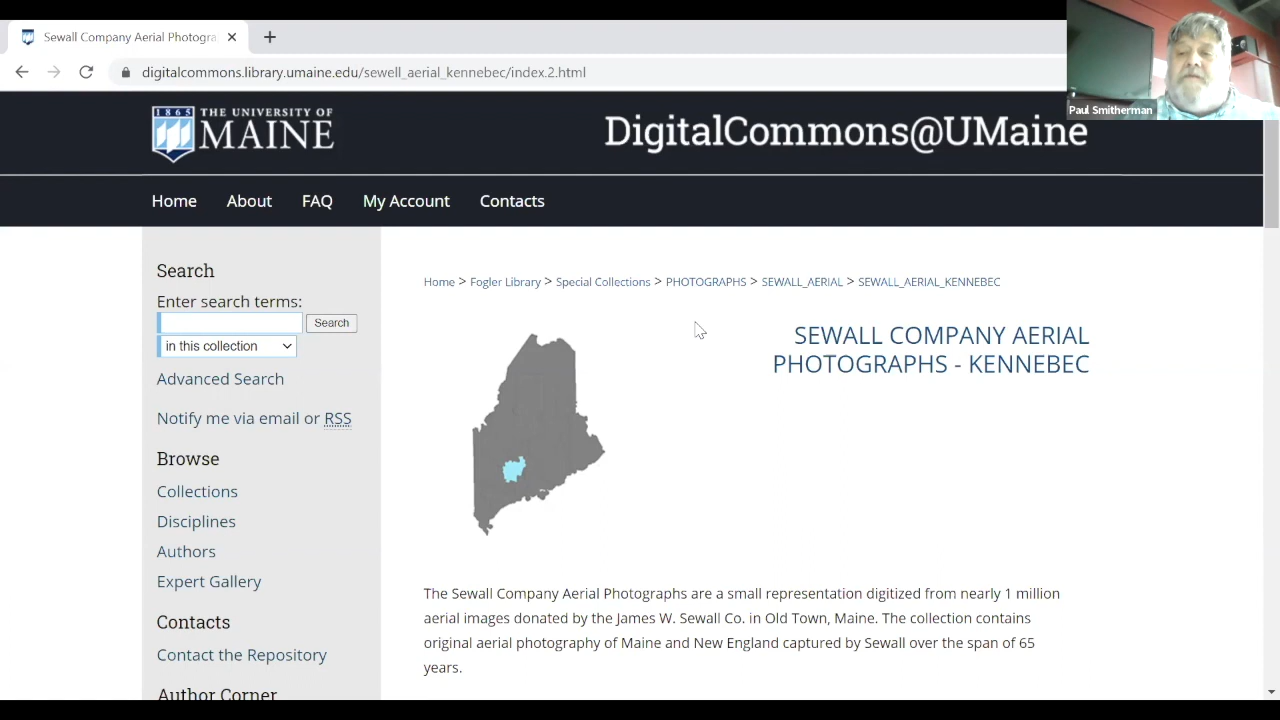 Sewall Company Aerial Photogra
digitalcommons.library.umaine.edu/sewell_aerial_kennebec/index.2.html
Paul Smitherman
1865
THE UNIVERSITY OF
MAINE
DigitalCommons@UMaine
Home About FAQ My Account Contacts
Search
Enter search terms:
Search
in this collection
Advanced Search
Notify me via email or RSS
Browse
Collections
Disciplines
Authors
Expert Gallery
Contacts
Contact the Repository
Author Corner
Home > Fogler Library > Special Collections > PHOTOGRAPHS > SEWALL_AERIAL > SEWALL_AERIAL_KENNEBEC
SEWALL COMPANY AERIAL
PHOTOGRAPHS - KENNEBEC
The Sewall Company Aerial Photographs are a small representation digitized from nearly 1 million
aerial images donated by the James W. Sewall Co. in Old Town, Maine. The collection contains
original aerial photography of Maine and New England captured by Sewall over the span of 65
years.